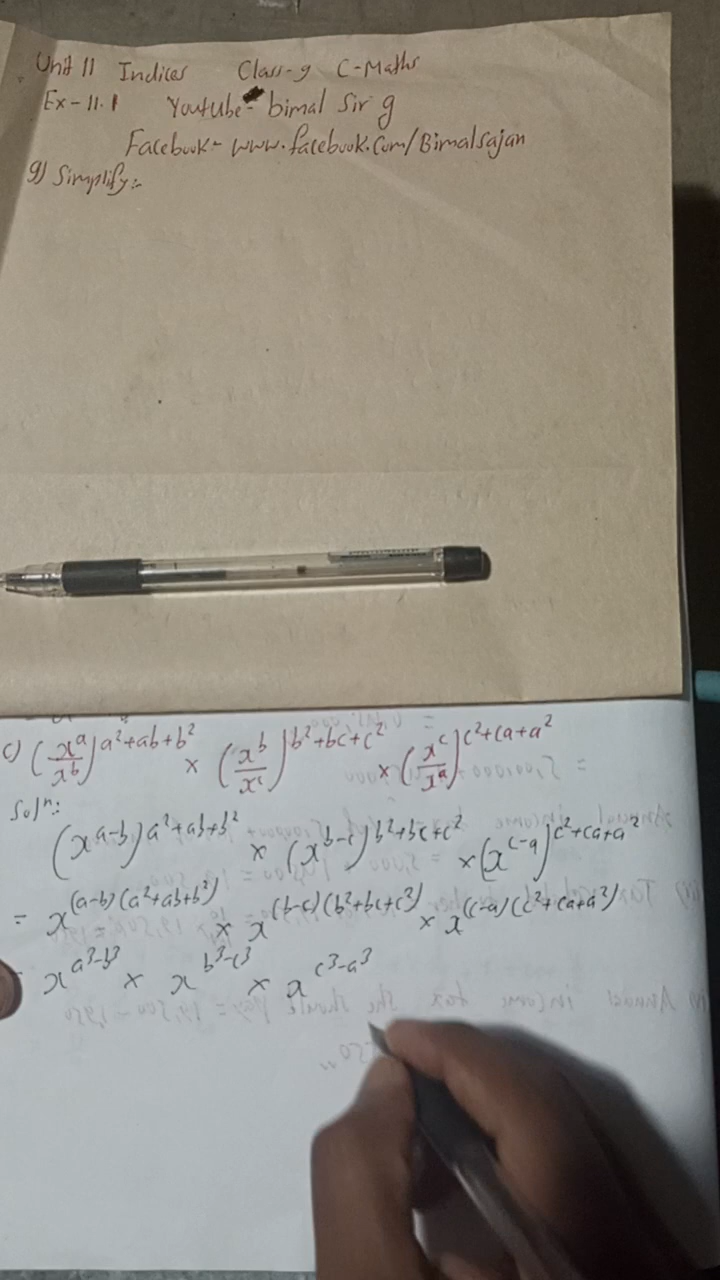 Unit 11 Indices Class-9 C-Maths
Ex-11.1 Youtube- bimal Sir g
Facebook- www.facebook.com/Bimalsajan
9) Simplify:-
c) (x^a/x^b)^a²+ab+b² × (x^b/x^c)^b²+bc+c² × (x^c/x^a)^c²+ca+a²
Solⁿ:
(x^a-b)^a²+ab+b² × (x^b-c)^b²+bc+c² × (x^c-a)^c²+ca+a²
= x^(a-b)(a²+ab+b²) × x^(b-c)(b²+bc+c²) × x^(c-a)(c²+ca+a²)
x^a³-b³ × x^b³-c³ × x^c³-a³